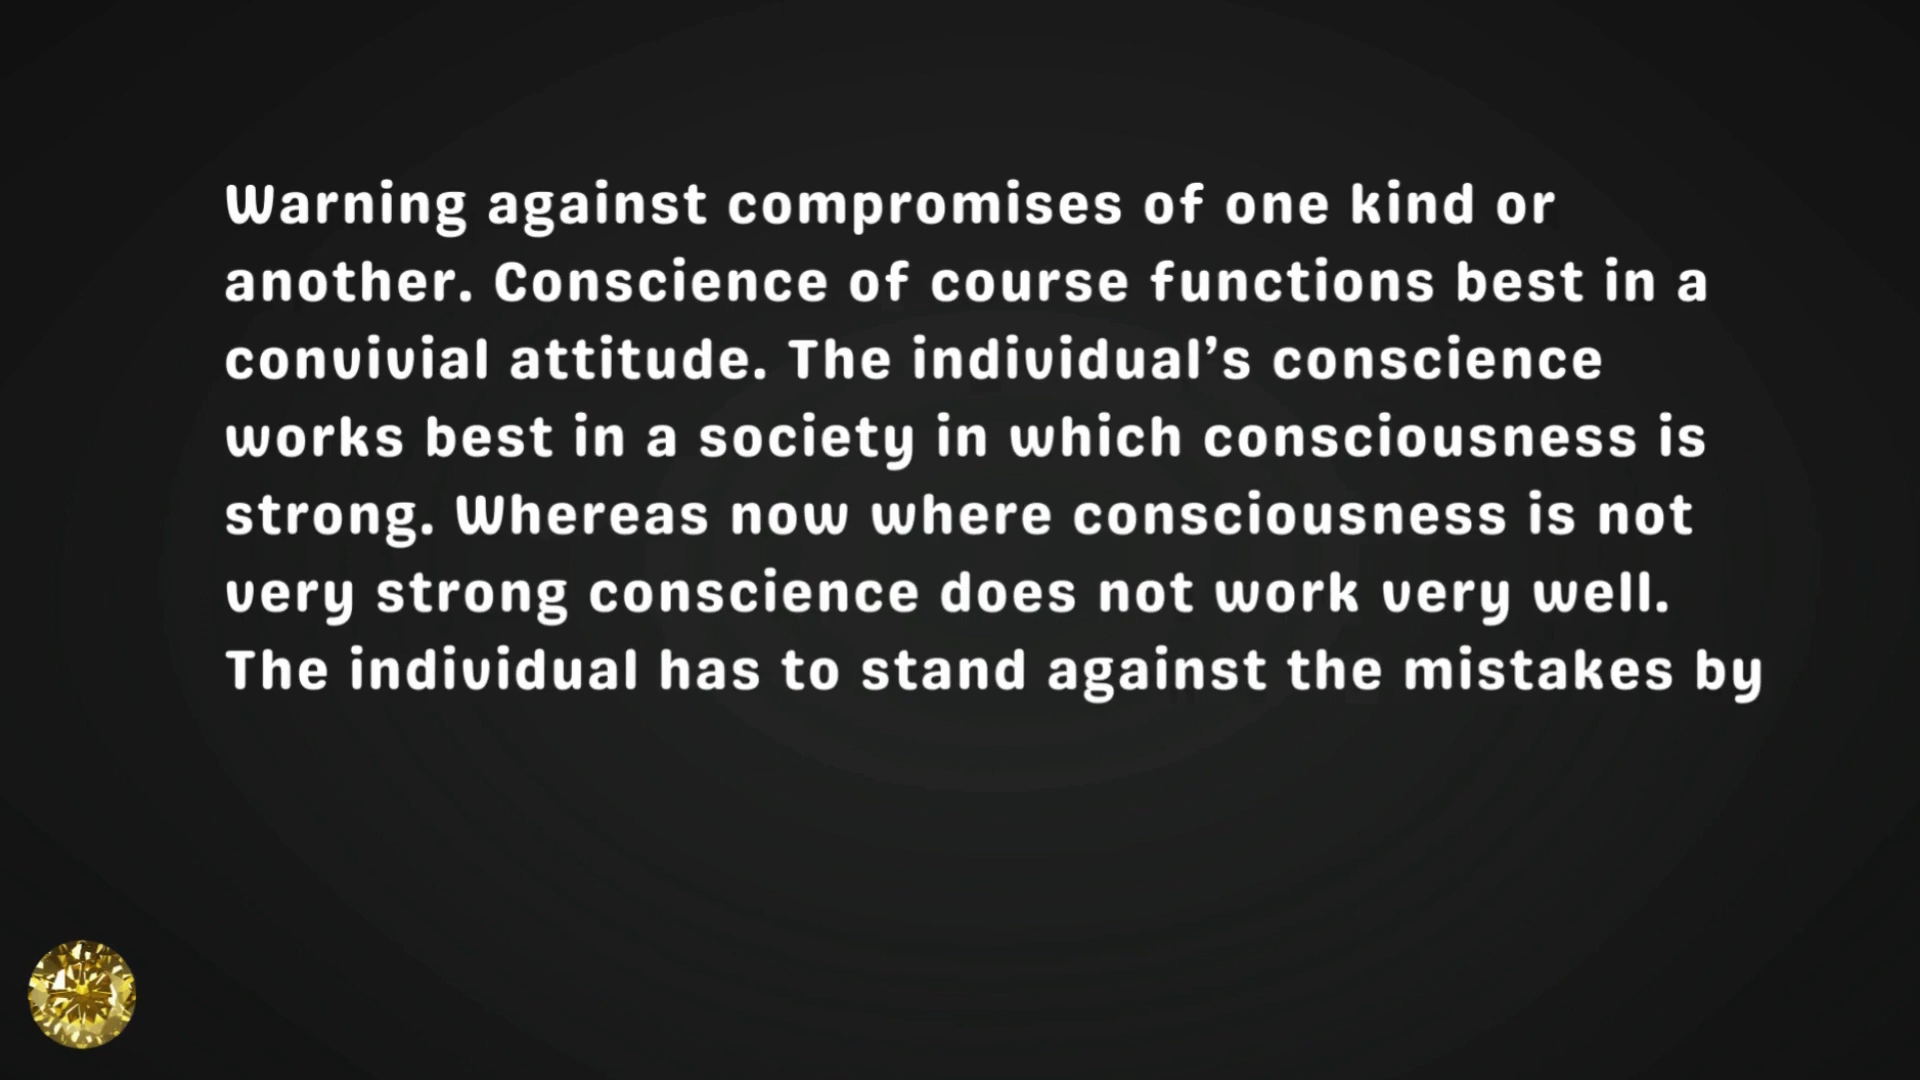 Warning against compromises of one kind or
another. Conscience of course functions best in a
convivial attitude. The individual’s conscience
works best in a society in which consciousness is
strong. Whereas now where consciousness is not
very strong conscience does not work very well.
The individual has to stand against the mistakes by